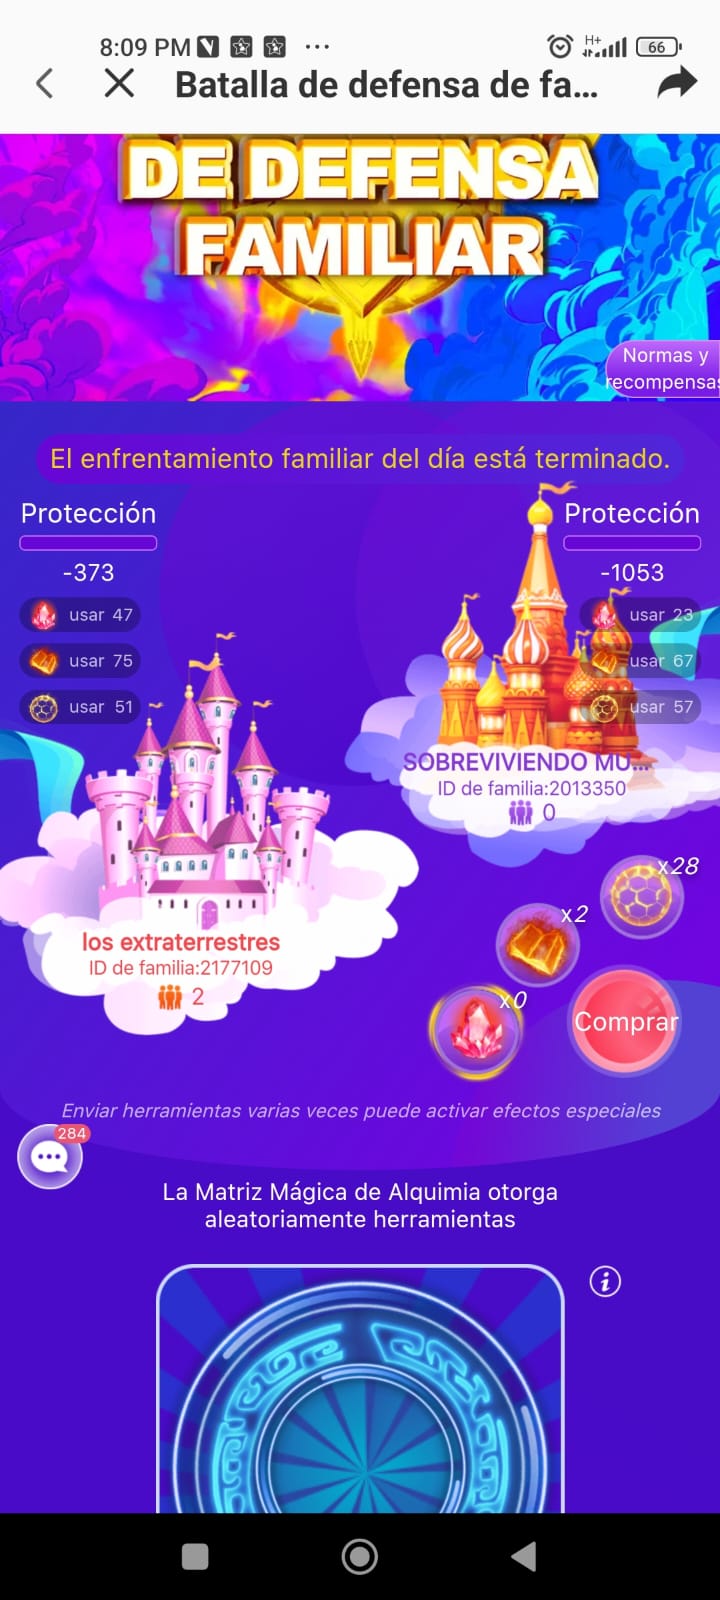 8:09 PM
H+
66
Batalla de defensa de fa...
DE DEFENSA
FAMILIAR
Normas y
recompensas
El enfrentamiento familiar del día está terminado.
Protección
-373
usar 47
usar 75
usar 51
Protección
-1053
usar 23
usar 67
usar 57
SOBREVIVIENDO MU...
ID de familia:2013350
0
los extraterrestres
ID de familia:2177109
2
x28
x2
x0
Comprar
Enviar herramientas varias veces puede activar efectos especiales
284
La Matriz Mágica de Alquimia otorga
aleatoriamente herramientas